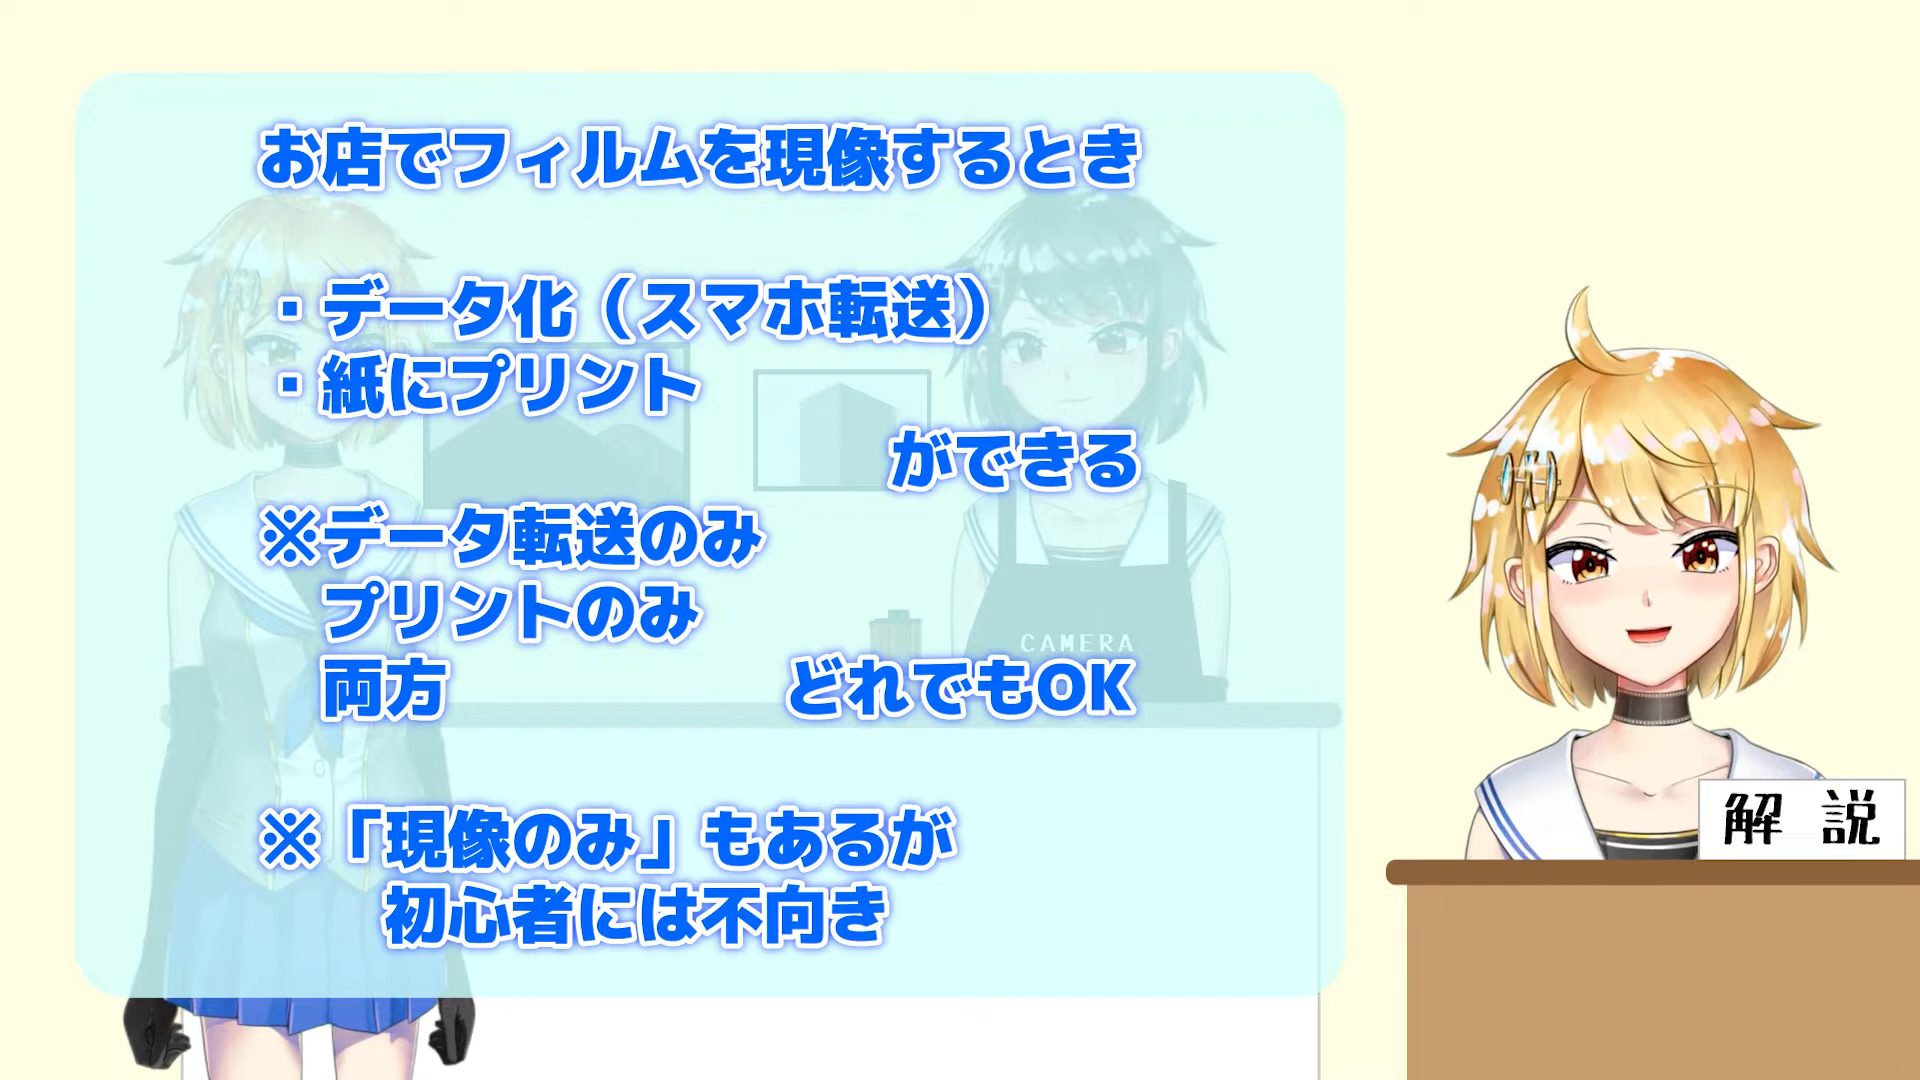 お店でフィルムを現像するとき
・データ化（スマホ転送）
・紙にプリント
ができる
※データ転送のみ
プリントのみ
両方 どれでもOK
※「現像のみ」もあるが
初心者には不向き
CAMERA
解 説